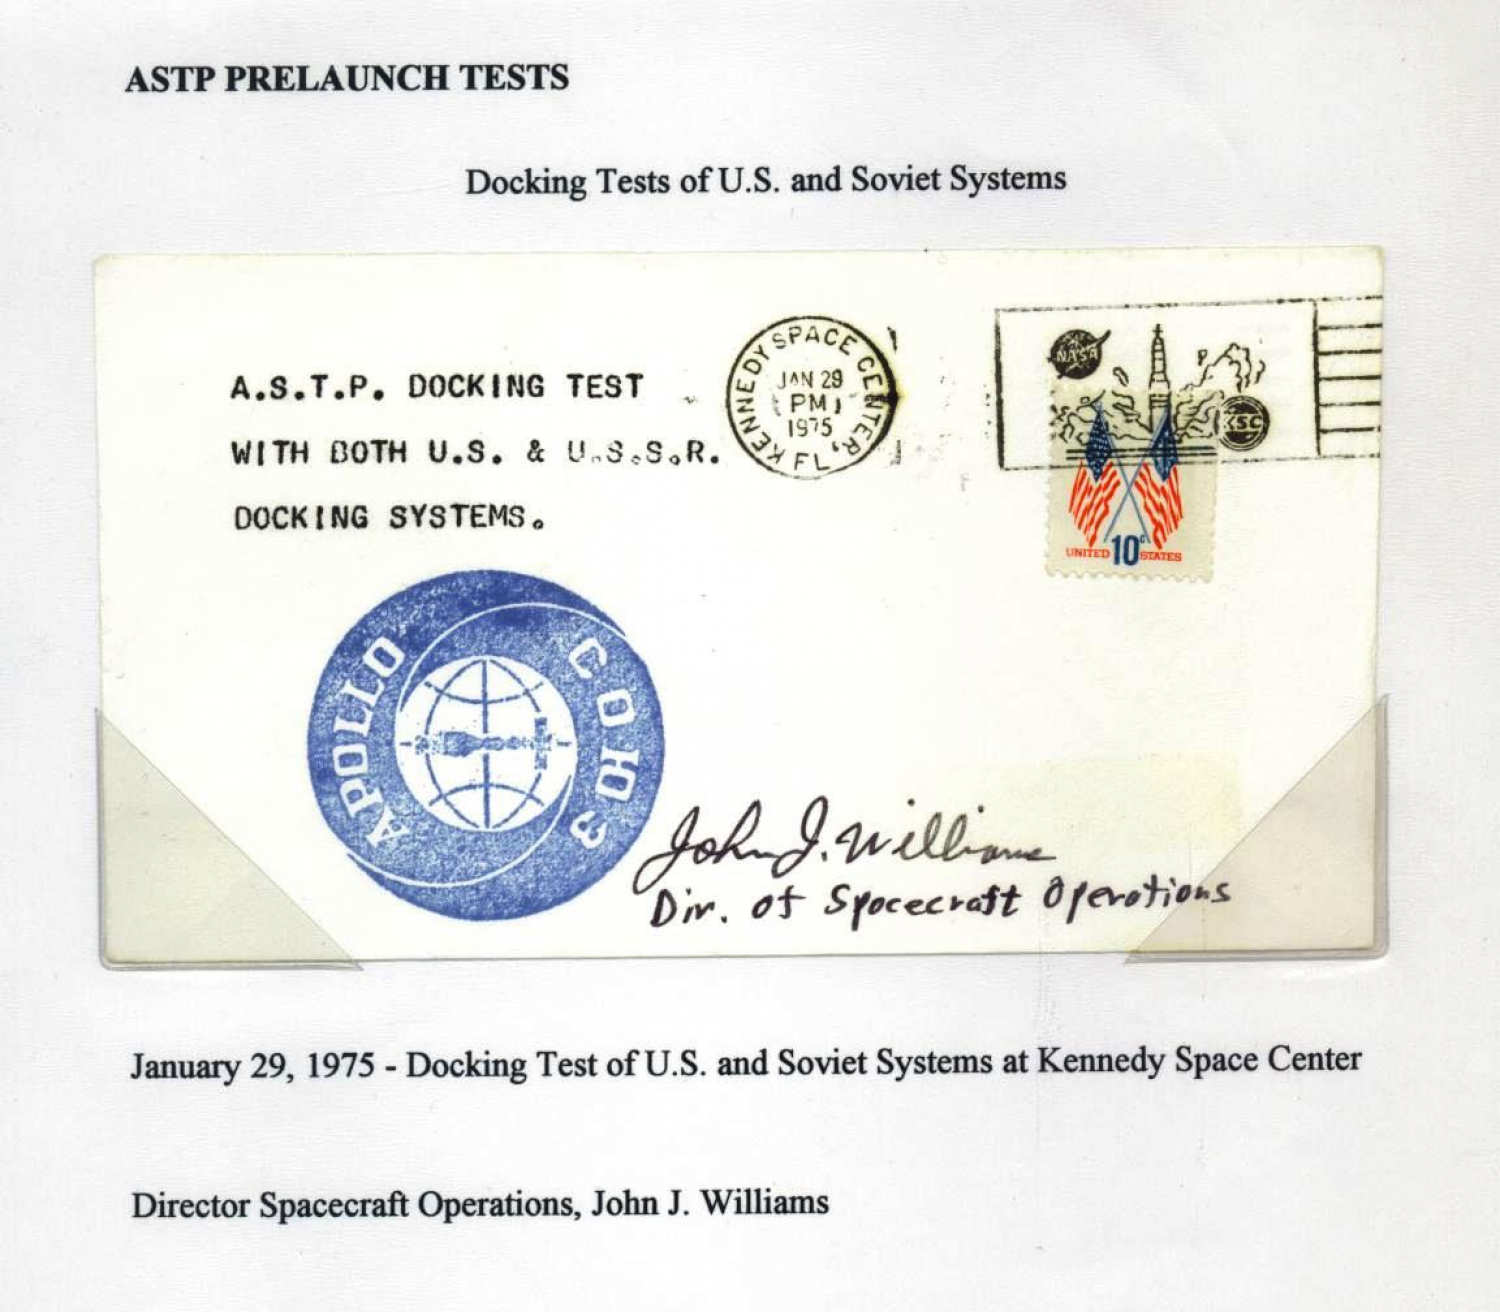 ASTP PRELAUNCH TESTS
Docking Tests of U.S. and Soviet Systems
A.S.T.P. DOCKING TEST
WITH BOTH U.S. & U.S.S.R.
DOCKING SYSTEMS.
KENNEDY SPACE CENTER, FL
JAN 29
PM
1975
NASA
KSC
UNITED 10c STATES
APOLLO
СОЮЗ
John J. Williams
Dir. of Spacecraft Operations
January 29, 1975 - Docking Test of U.S. and Soviet Systems at Kennedy Space Center
Director Spacecraft Operations, John J. Williams